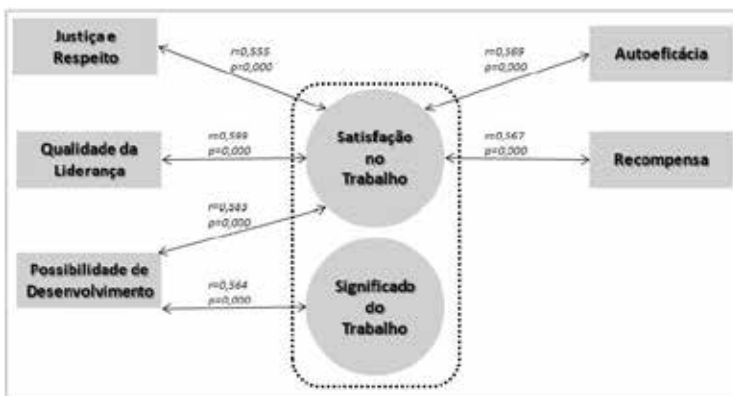 Justiça e
Respeito
r=0,555
p=0,000
r=0,569
p=0,000
Autoeficácia
Qualidade da
Liderança
r=0,599
p=0,000
Satisfação
no
Trabalho
r=0,567
p=0,000
Recompensa
p=0,000
Possibilidade de
Desenvolvimento
r=0,564
p=0,000
Significado
do
Trabalho